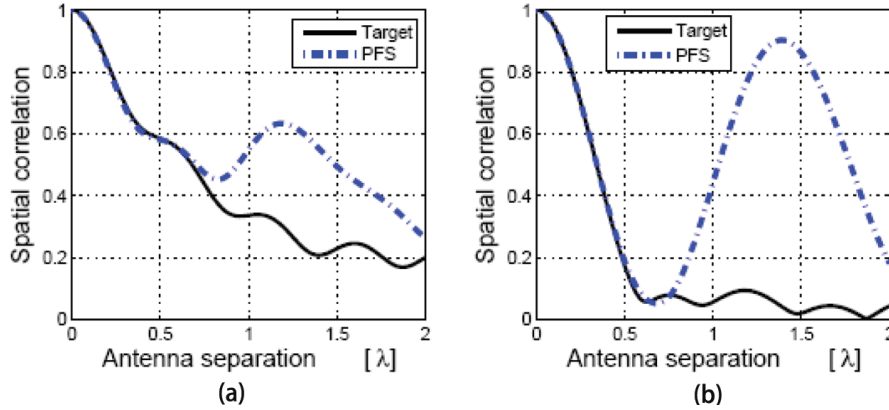 Target
PFS
1
0.8
0.6
0.4
0.2
0
Spatial correlation
0 0.5 1 1.5 2
Antenna separation [ λ]
(a)
Target
PFS
1
0.8
0.6
0.4
0.2
0
Spatial correlation
0 0.5 1 1.5 2
Antenna separation [ λ]
(b)